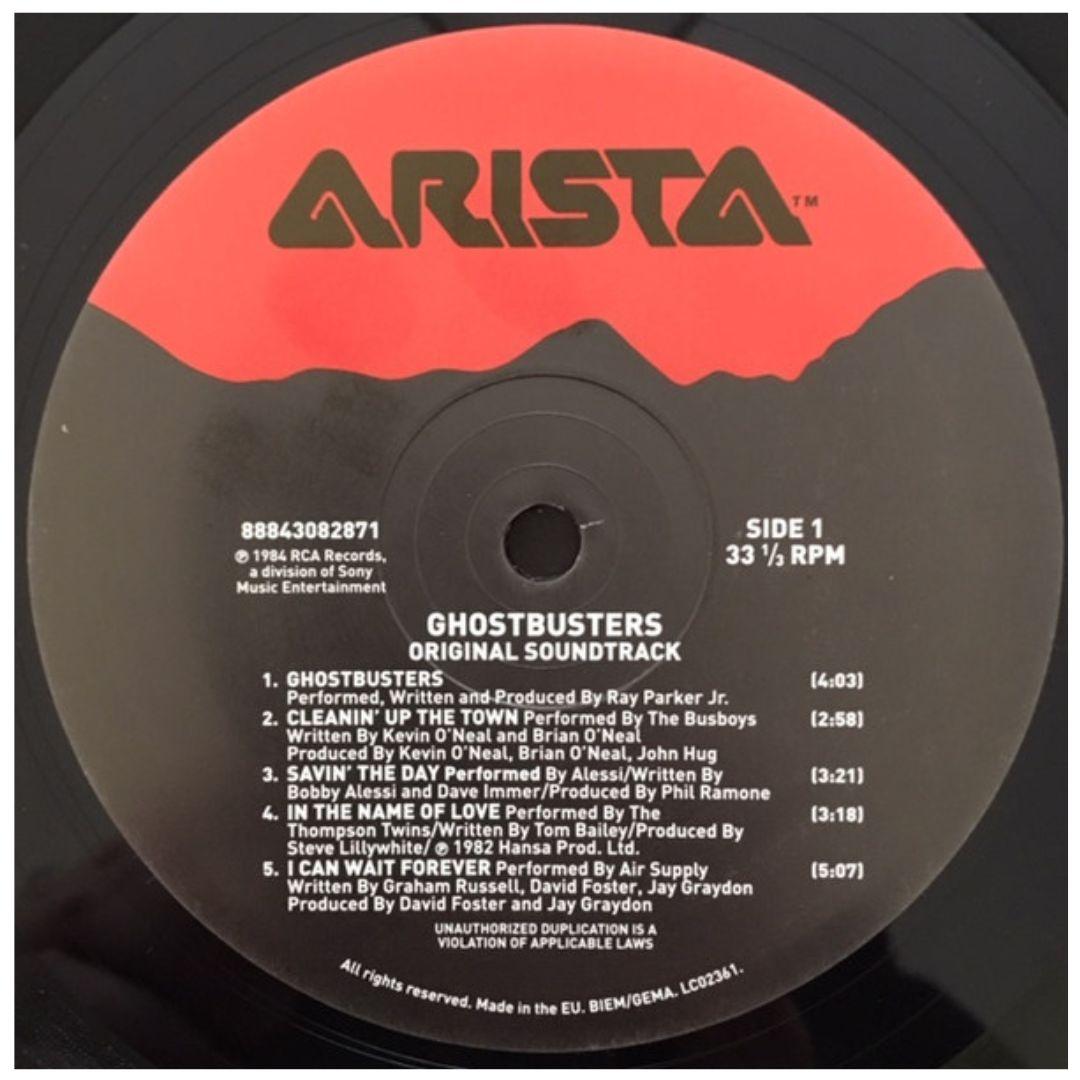 ARISTA™
88843082871
℗ 1984 RCA Records,
a division of Sony
Music Entertainment
SIDE 1
33 ⅓ RPM
GHOSTBUSTERS
ORIGINAL SOUNDTRACK
1. GHOSTBUSTERS (4:03)
Performed, Written and Produced By Ray Parker Jr.
2. CLEANIN' UP THE TOWN Performed By The Busboys (2:58)
Written By Kevin O'Neal and Brian O'Neal
Produced By Kevin O'Neal, Brian O'Neal, John Hug
3. SAVIN' THE DAY Performed By Alessi/Written By (3:21)
Bobby Alessi and Dave Immer/Produced By Phil Ramone
4. IN THE NAME OF LOVE Performed By The (3:18)
Thompson Twins/Written By Tom Bailey/Produced By
Steve Lillywhite/ ℗ 1982 Hansa Prod. Ltd.
5. I CAN WAIT FOREVER Performed By Air Supply (5:07)
Written By Graham Russell, David Foster, Jay Graydon
Produced By David Foster and Jay Graydon
UNAUTHORIZED DUPLICATION IS A
VIOLATION OF APPLICABLE LAWS
All rights reserved. Made in the EU. BIEM/GEMA. LC02361.